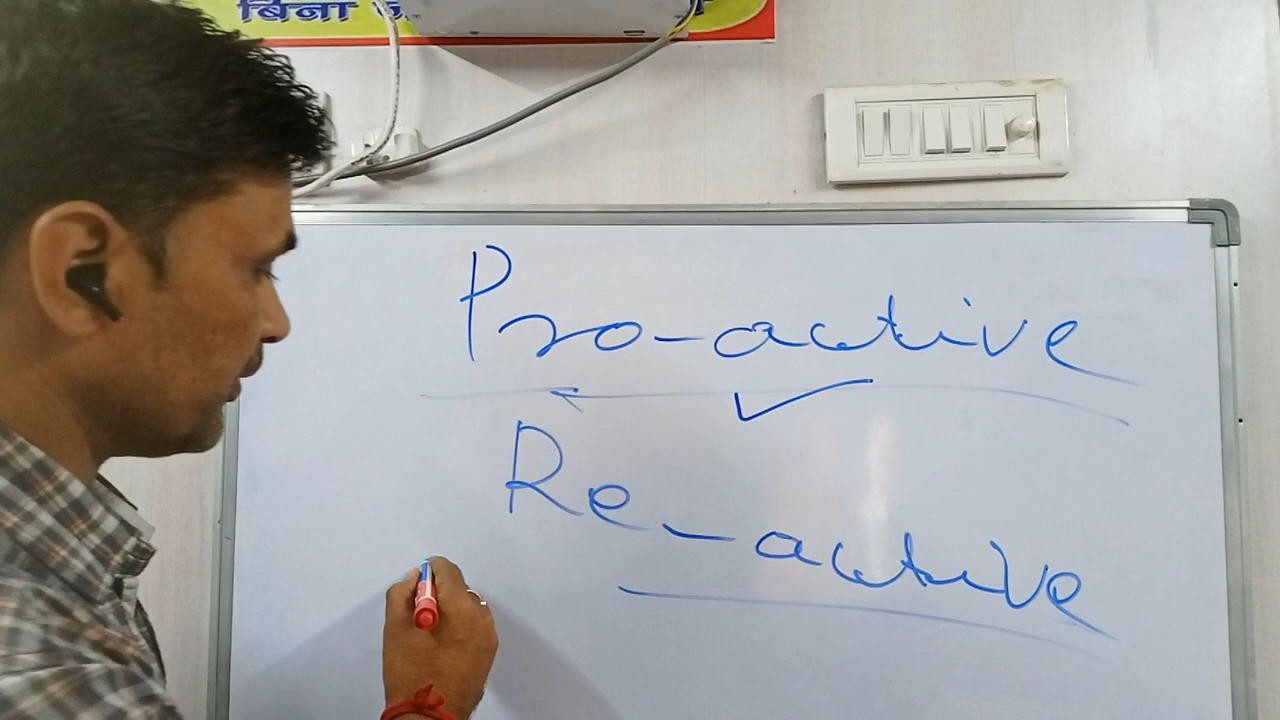 बिना
Pro-active
Re-active